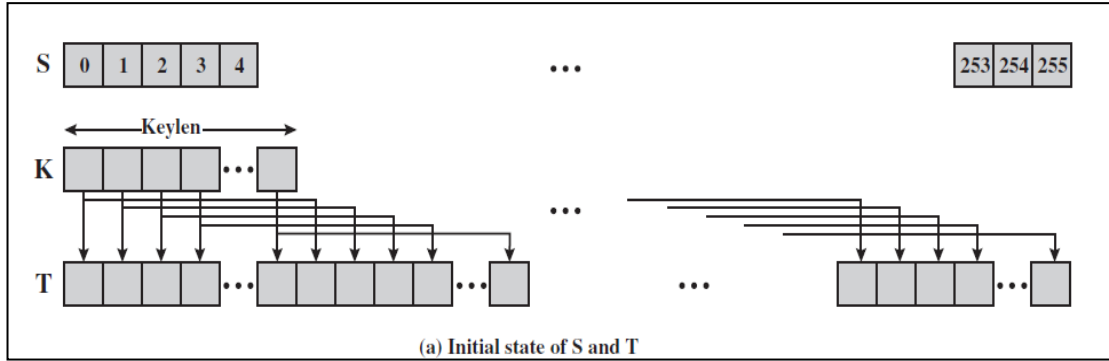 S 0 1 2 3 4 ... 253 254 255
Keylen
K ...
...
T ... ... ... ...
(a) Initial state of S and T